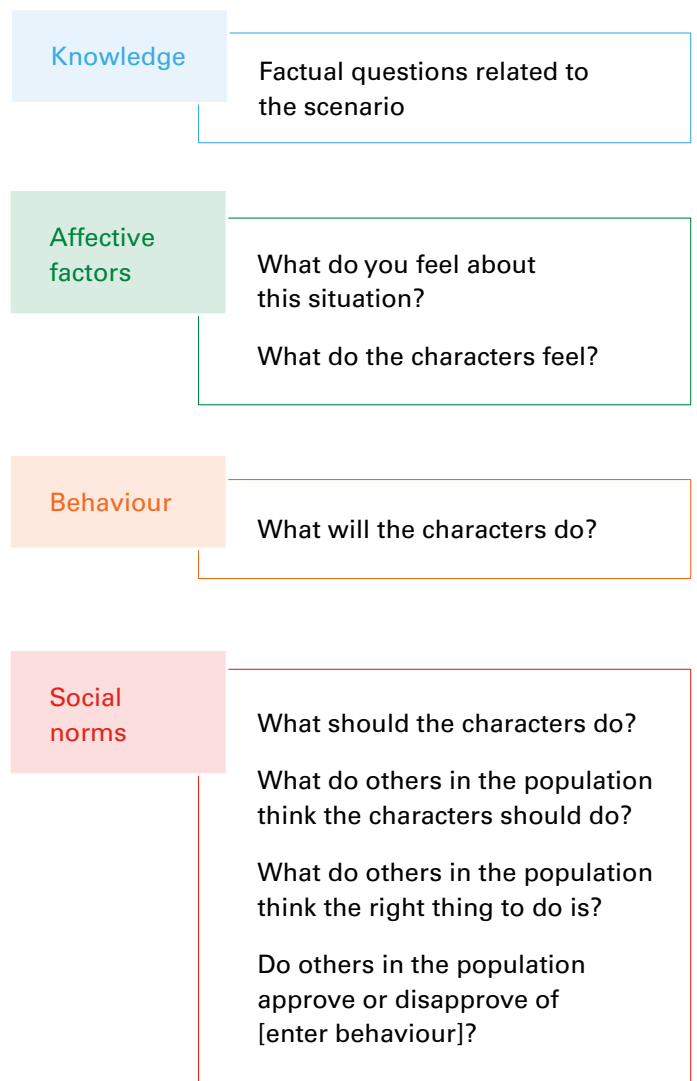 Knowledge
Factual questions related to
the scenario
Affective
factors
What do you feel about
this situation?
What do the characters feel?
Behaviour
What will the characters do?
Social
norms
What should the characters do?
What do others in the population
think the characters should do?
What do others in the population
think the right thing to do is?
Do others in the population
approve or disapprove of
[enter behaviour]?